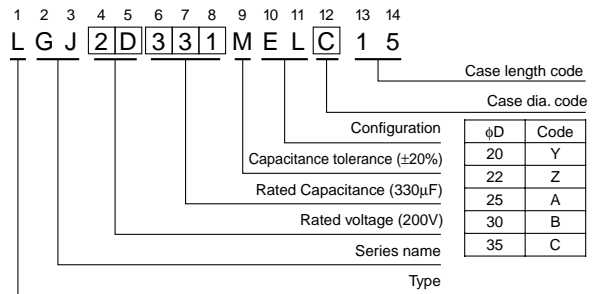 1 2 3 4 5 6 7 8 9 10 11 12 13 14
L G J 2 D 3 3 1 M E L C 1 5
Case length code
Case dia. code
Configuration
Capacitance tolerance (±20%)
Rated Capacitance (330μF)
Rated voltage (200V)
Series name
Type
ϕD Code
20 Y
22 Z
25 A
30 B
35 C